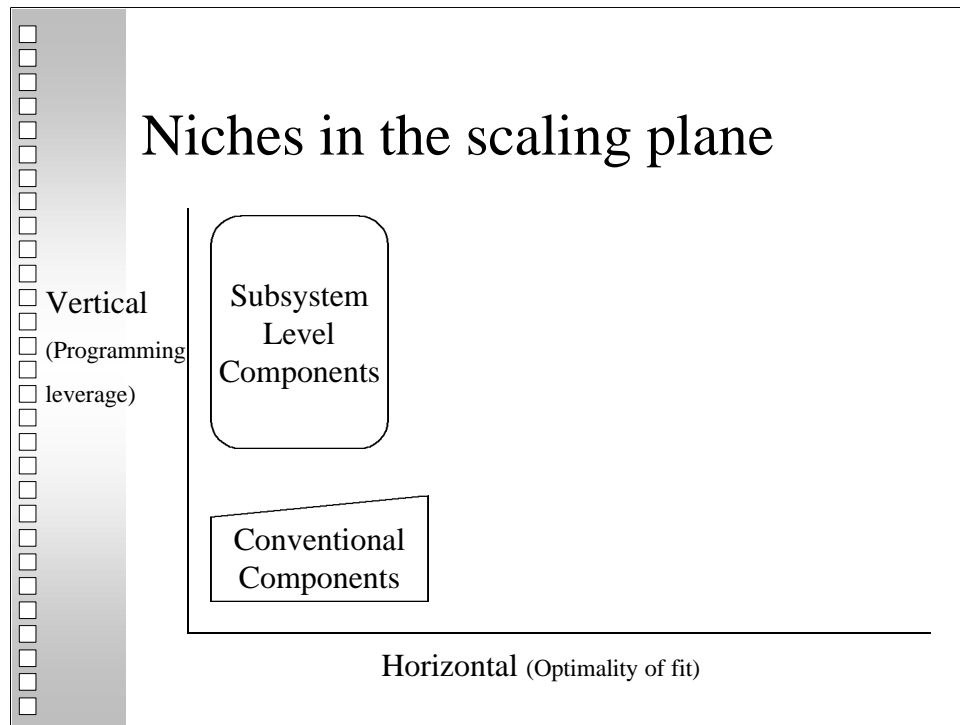 Niches in the scaling plane
Vertical
(Programming
leverage)
Subsystem
Level
Components
Conventional
Components
Horizontal (Optimality of fit)